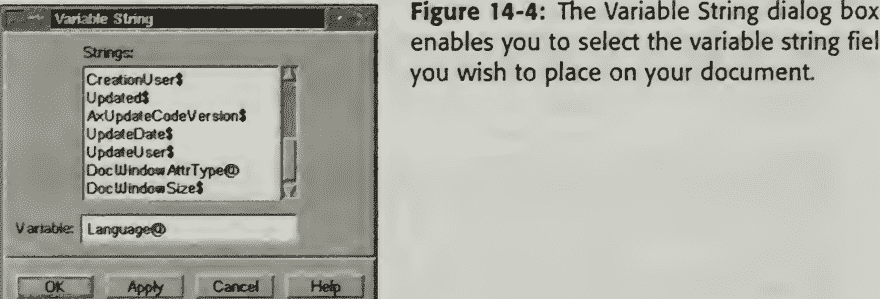 Variable String
Strings:
CreationUser$
Updated$
AxUpdateCodeVersion$
UpdateDate$
UpdateUser$
DocWindowAttrType@
DocWindowSize$
Variable: Language@
OK Apply Cancel Help
Figure 14-4: The Variable String dialog box
enables you to select the variable string fiel
you wish to place on your document.